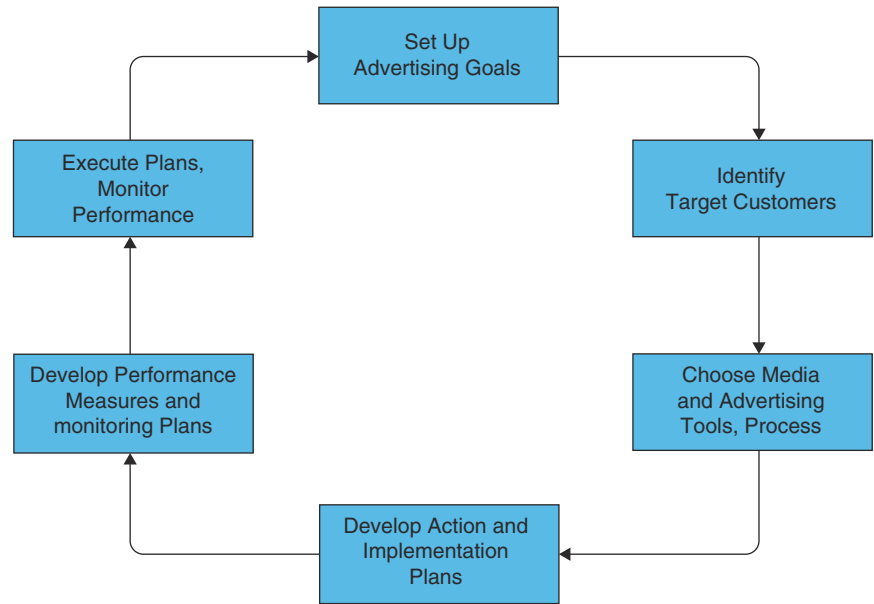 Set Up
Advertising Goals
Identify
Target Customers
Choose Media
and Advertising
Tools, Process
Develop Action and
Implementation
Plans
Develop Performance
Measures and
monitoring Plans
Execute Plans,
Monitor
Performance